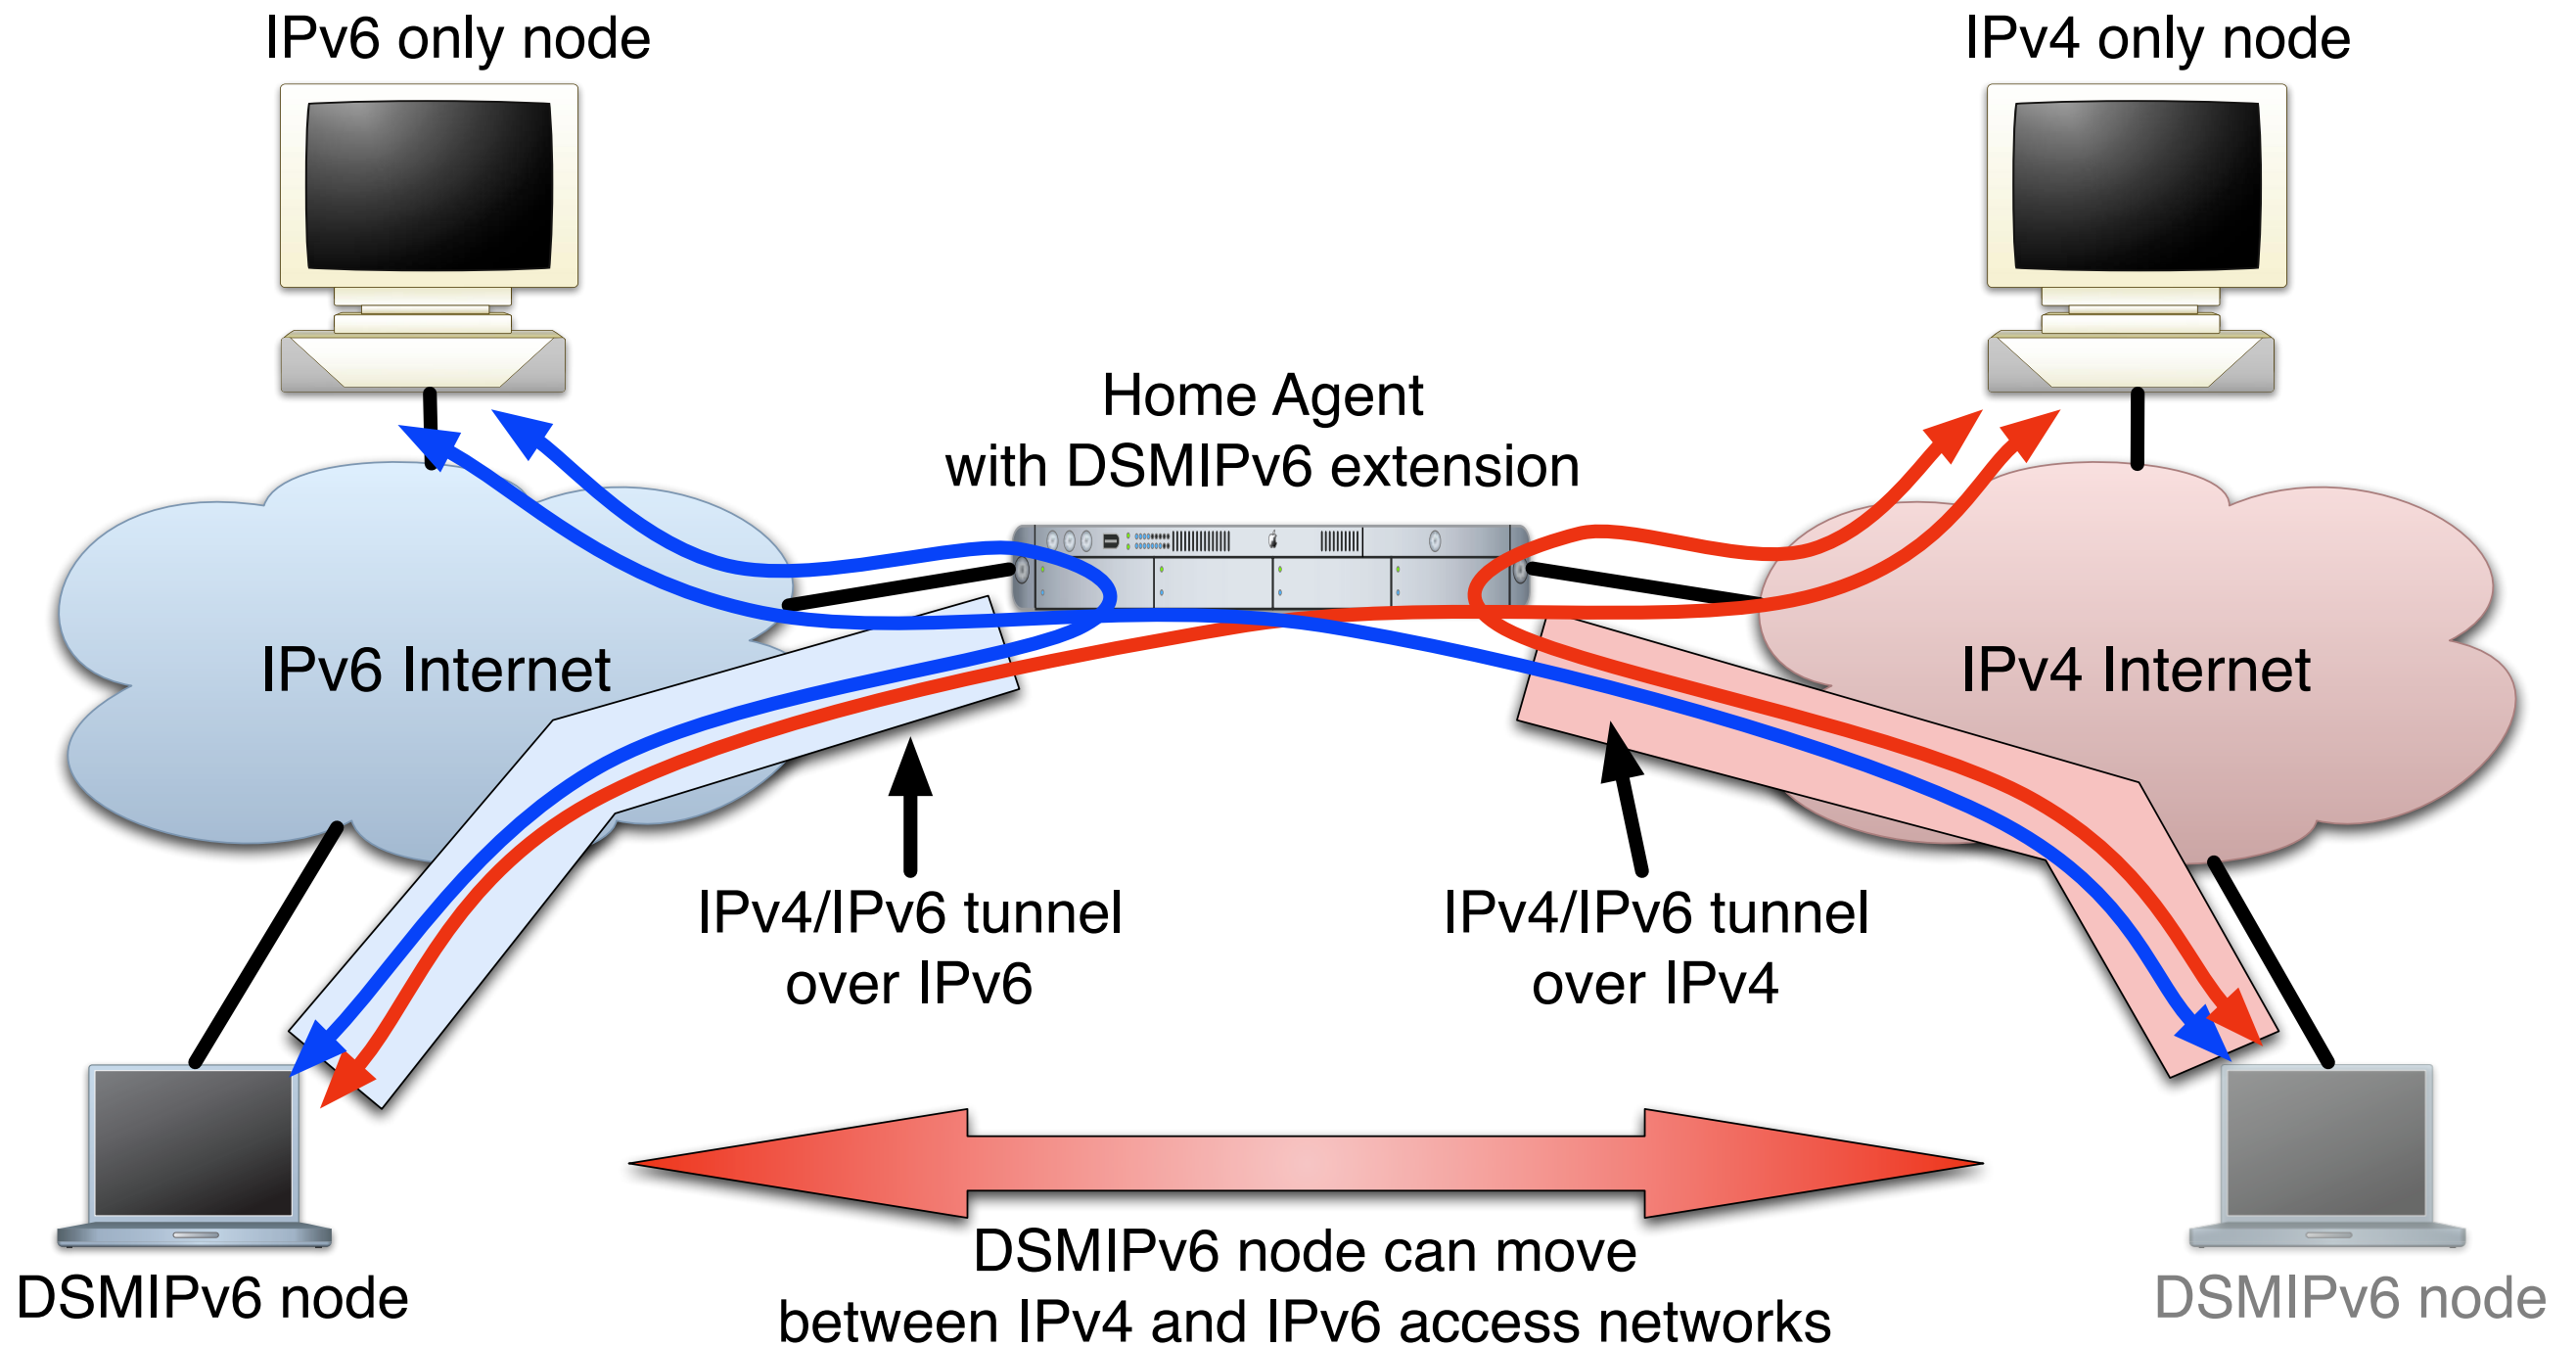 IPv6 only node
IPv4 only node
Home Agent
with DSMIPv6 extension
IPv6 Internet
IPv4 Internet
IPv4/IPv6 tunnel
over IPv6
IPv4/IPv6 tunnel
over IPv4
DSMIPv6 node
DSMIPv6 node can move
between IPv4 and IPv6 access networks
DSMIPv6 node